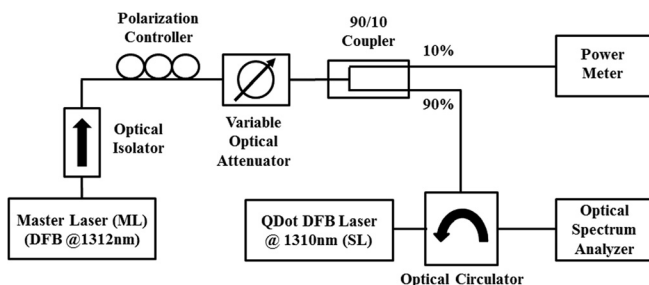 Polarization
Controller
90/10
Coupler
10%
Power
Meter
90%
Optical
Isolator
Variable
Optical
Attenuator
Master Laser (ML)
(DFB @1312nm)
QDot DFB Laser
@ 1310nm (SL)
Optical
Spectrum
Analyzer
Optical Circulator